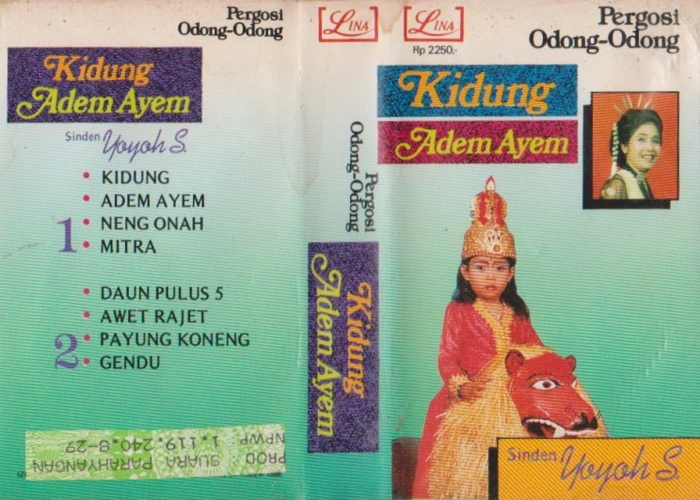 Pergosi
Odong-Odong
Kidung
Adem Ayem
Sinden Yoyoh S.
1
• KIDUNG
• ADEM AYEM
• NENG ONAH
• MITRA
2
• DAUN PULUS 5
• AWET RAJET
• PAYUNG KONENG
• GENDU
PROD SUARA PARAHYANGAN
NPWP: 1.119.240.8-29
LINA
Pergosi
Odong-Odong
Kidung
Adem Ayem
LINA
Rp 2250.-
Pergosi
Odong-Odong
Kidung
Adem Ayem
Sinden Yoyoh S.